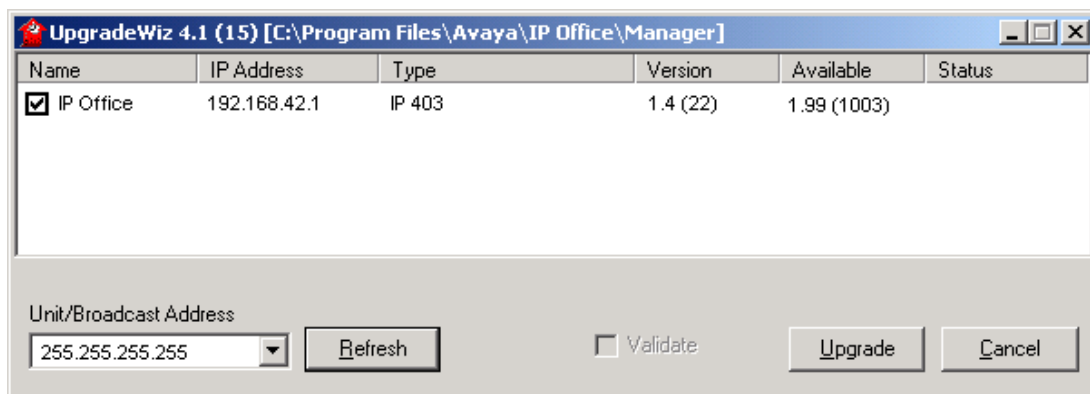 UpgradeWiz 4.1 (15) [C:\Program Files\Avaya\IP Office\Manager]
Name IP Address Type Version Available Status
IP Office 192.168.42.1 IP 403 1.4 (22) 1.99 (1003)
Unit/Broadcast Address
255.255.255.255 Refresh Validate Upgrade Cancel